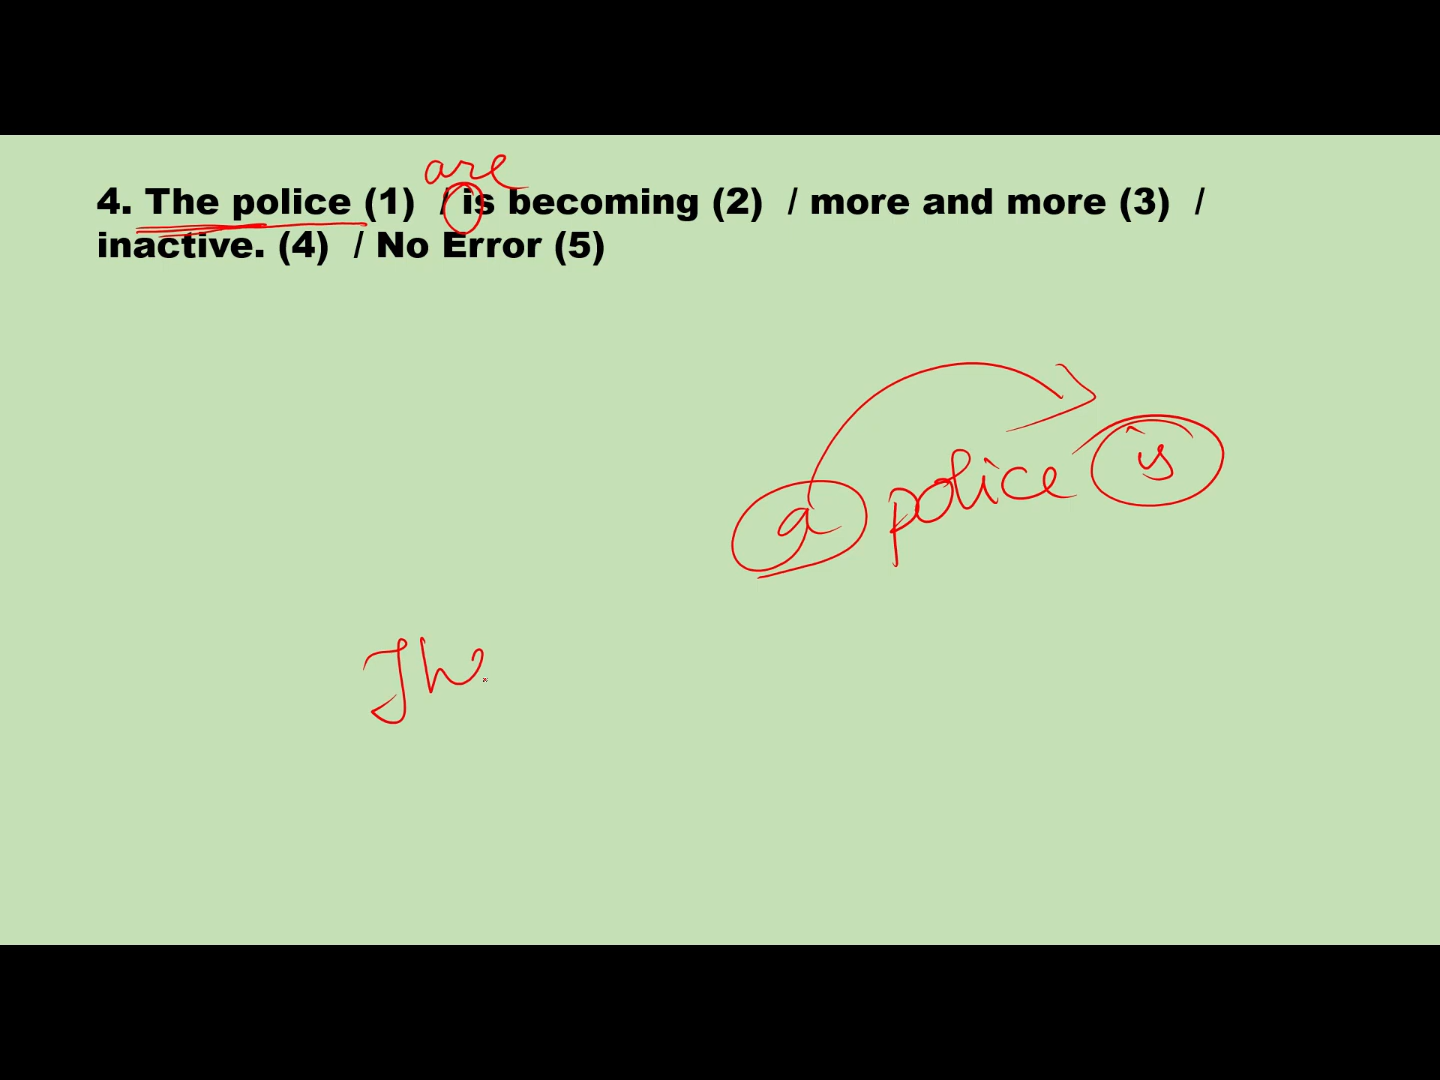 are
4. The police (1) / is becoming (2) / more and more (3) /
inactive. (4) / No Error (5)
a police is
The